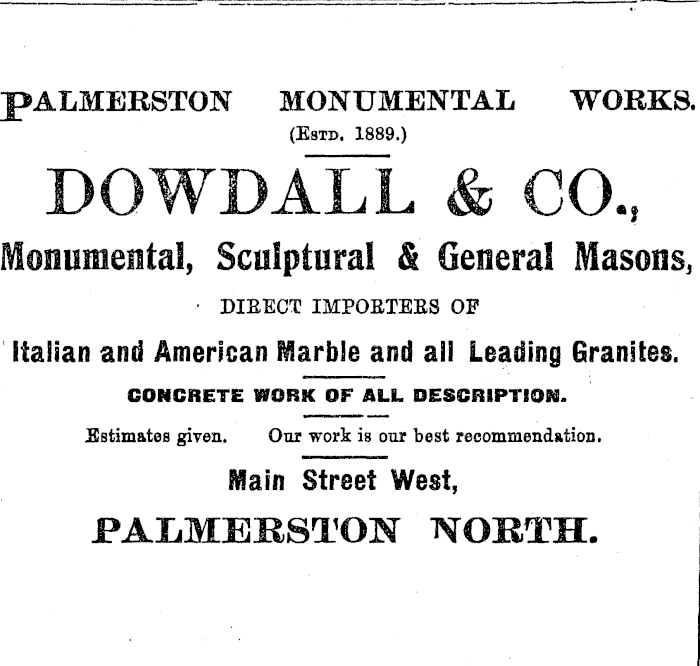 PALMERSTON MONUMENTAL WORKS.
(ESTD. 1889.)
DOWDALL & CO.,
Monumental, Sculptural & General Masons,
DIRECT IMPORTERS OF
Italian and American Marble and all Leading Granites.
CONCRETE WORK OF ALL DESCRIPTION.
Estimates given. Our work is our best recommendation.
Main Street West,
PALMERSTON NORTH.